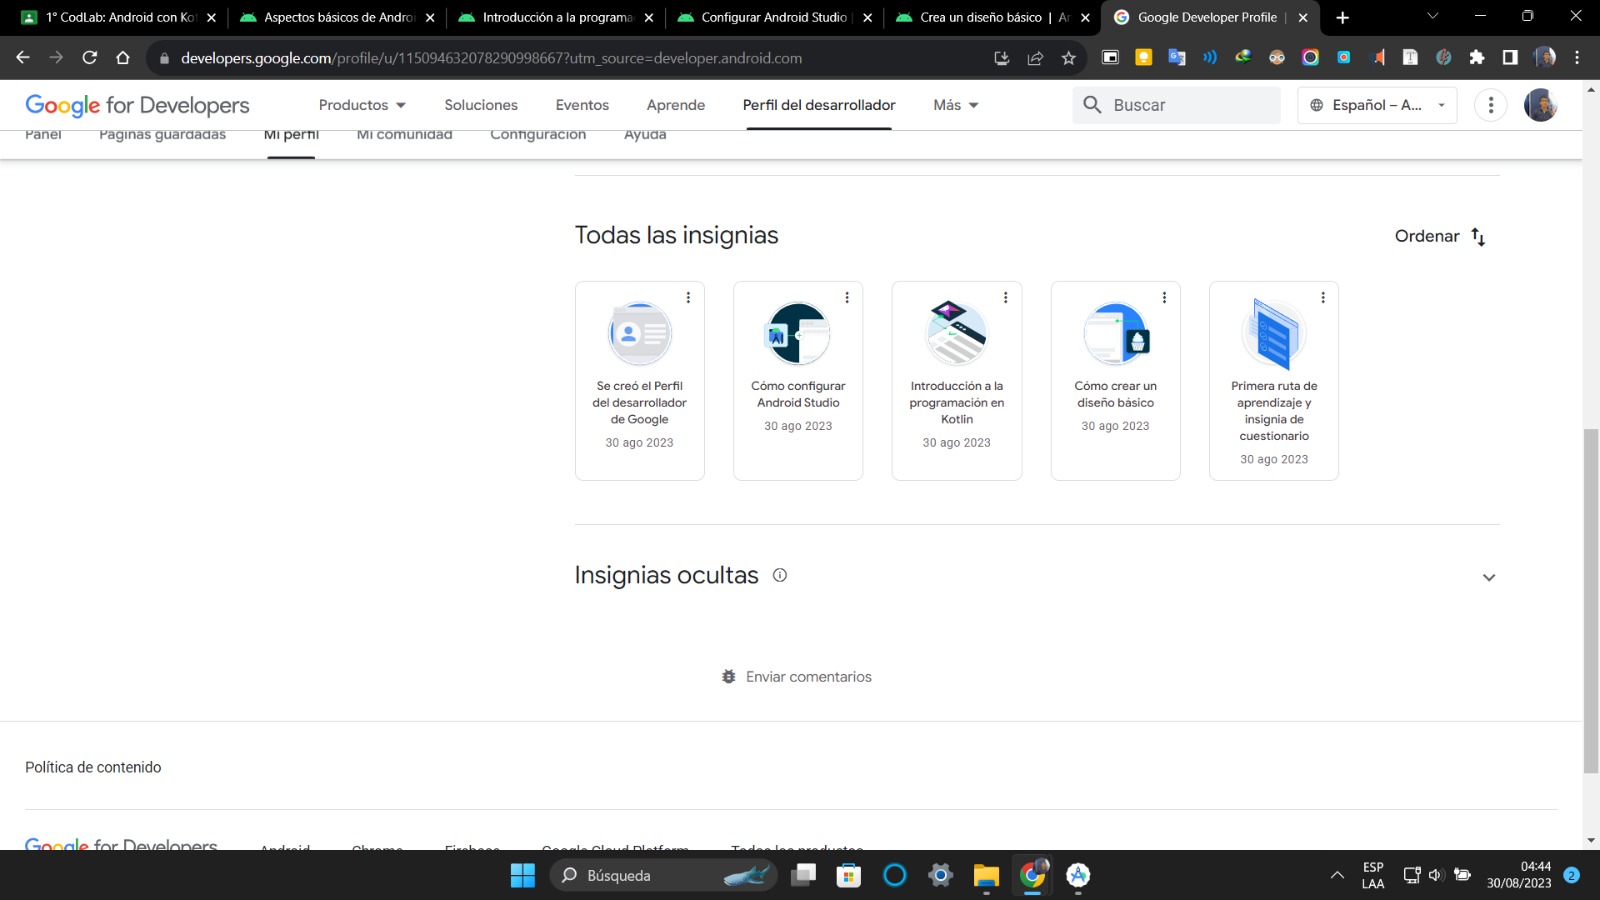 1° CodLab: Android con Ko
Aspectos básicos de Androi
Introducción a la programa
Configurar Android Studio
Crea un diseño básico | A
Google Developer Profile
developers.google.com/profile/u/115094632078290998667?utm_source=developer.android.com
Google for Developers
Productos
Soluciones
Eventos
Aprende
Perfil del desarrollador
Más
Buscar
Español – A...
Panel
Páginas guardadas
Mi perfil
Mi comunidad
Configuración
Ayuda
Todas las insignias
Ordenar
Se creó el Perfil
del desarrollador
de Google
30 ago 2023
Cómo configurar
Android Studio
30 ago 2023
Introducción a la
programación en
Kotlin
30 ago 2023
Cómo crear un
diseño básico
30 ago 2023
Primera ruta de
aprendizaje y
insignia de
cuestionario
30 ago 2023
Insignias ocultas
Enviar comentarios
Política de contenido
Google for Developers
Android
Chrome
Firebase
Google Cloud Platform
Todos los productos
Búsqueda
ESP
LAA
04:44
30/08/2023
2